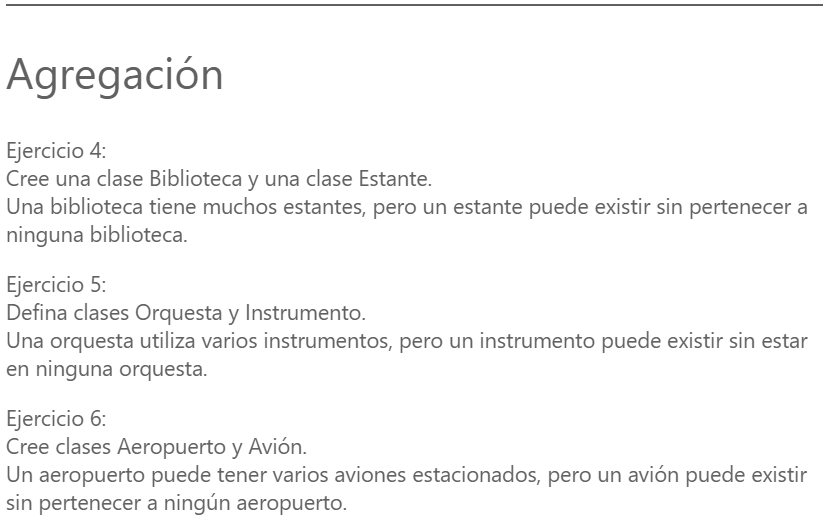 Agregación
Ejercicio 4:
Cree una clase Biblioteca y una clase Estante.
Una biblioteca tiene muchos estantes, pero un estante puede existir sin pertenecer a
ninguna biblioteca.
Ejercicio 5:
Defina clases Orquesta y Instrumento.
Una orquesta utiliza varios instrumentos, pero un instrumento puede existir sin estar
en ninguna orquesta.
Ejercicio 6:
Cree clases Aeropuerto y Avión.
Un aeropuerto puede tener varios aviones estacionados, pero un avión puede existir
sin pertenecer a ningún aeropuerto.